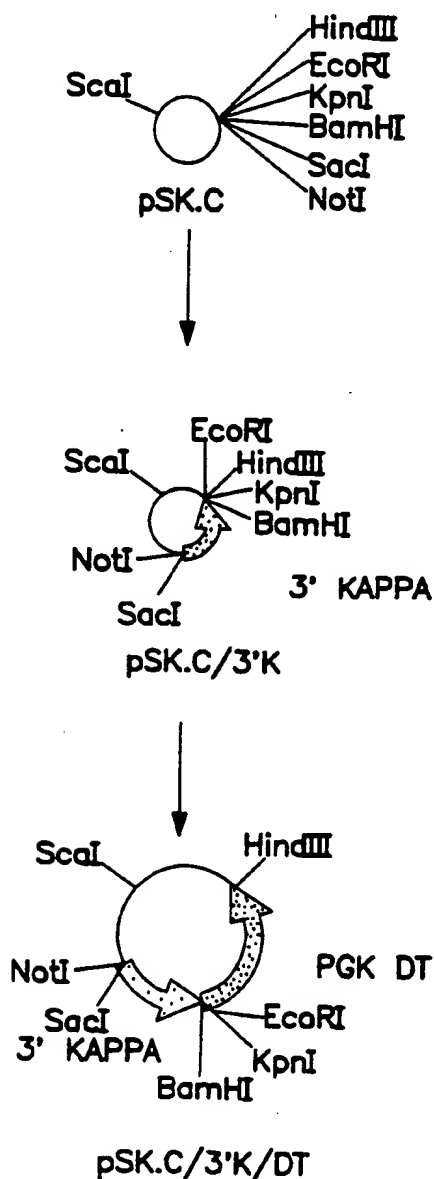 HindIII
EcoRI
ScaI
KpnI
BamHI
SacI
NotI
pSK.C
EcoRI
ScaI
HindIII
KpnI
BamHI
NotI
3' KAPPA
SacI
pSK.C/3'K
ScaI
HindIII
NotI
PGK DT
SacI
EcoRI
3' KAPPA
KpnI
BamHI
pSK.C/3'K/DT